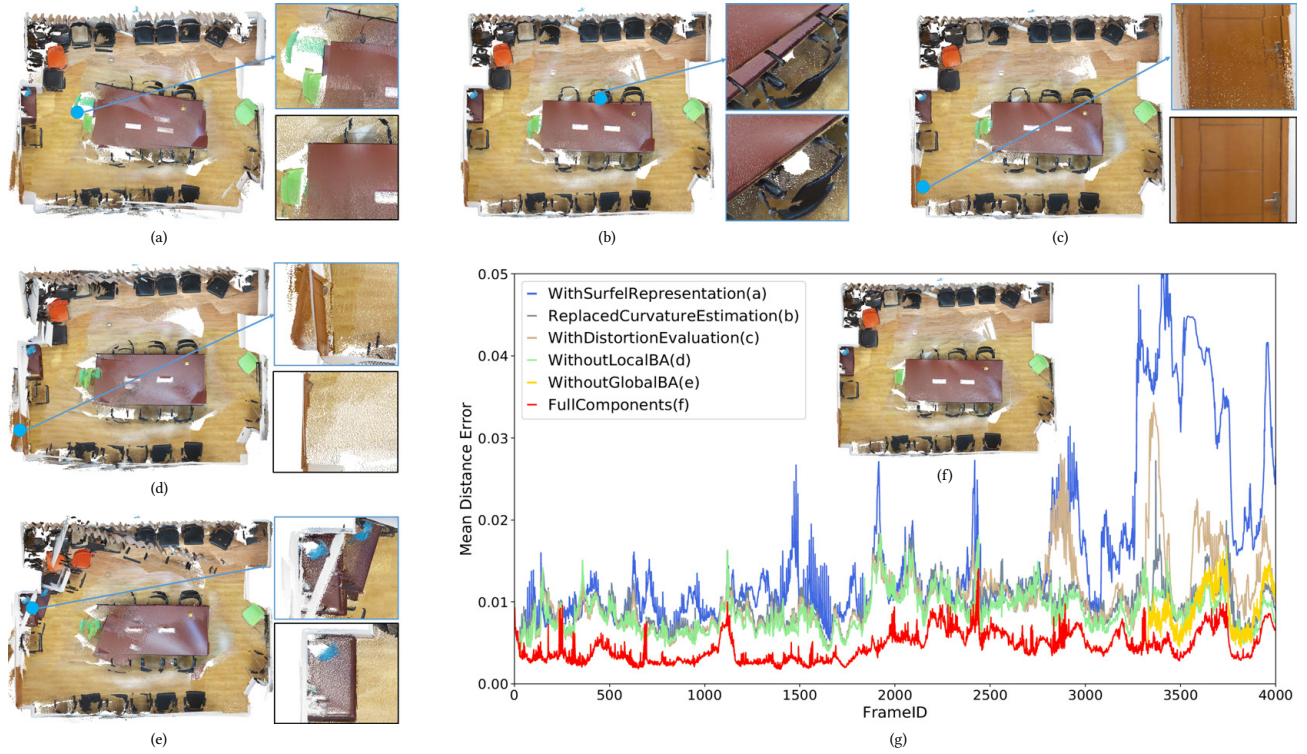 (a)
(b)
(c)
(d)
(e)
0.05
0.04
0.03
0.02
0.01
0.00
Mean Distance Error
WithSurfelRepresentation(a)
ReplacedCurvatureEstimation(b)
WithDistortionEvaluation(c)
WithoutLocalBA(d)
WithoutGlobalBA(e)
FullComponents(f)
(f)
0 500 1000 1500 2000 2500 3000 3500 4000
FrameID
(g)